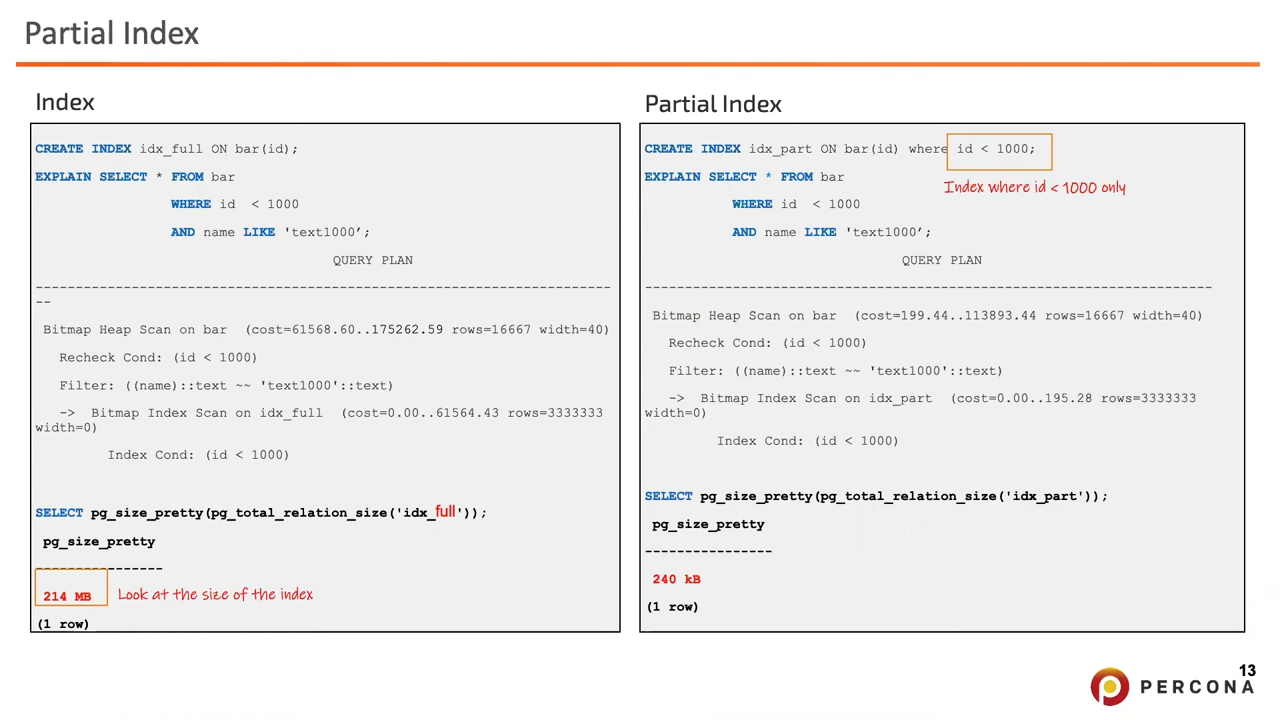 Partial Index
Index
CREATE INDEX idx_full ON bar(id);
EXPLAIN SELECT * FROM bar
WHERE id < 1000
AND name LIKE 'text1000’;
QUERY PLAN
------------------------------------------------------------------------
--
Bitmap Heap Scan on bar (cost=61568.60..175262.59 rows=16667 width=40)
Recheck Cond: (id < 1000)
Filter: ((name)::text ~~ 'text1000'::text)
-> Bitmap Index Scan on idx_full (cost=0.00..61564.43 rows=3333333
width=0)
Index Cond: (id < 1000)
SELECT pg_size_pretty(pg_total_relation_size('idx_full'));
pg_size_pretty
----------------
214 MB
Look at the size of the index
(1 row)
Partial Index
CREATE INDEX idx_part ON bar(id) where id < 1000;
Index where id < 1000 only
EXPLAIN SELECT * FROM bar
WHERE id < 1000
AND name LIKE 'text1000’;
QUERY PLAN
-----------------------------------------------------------------------
Bitmap Heap Scan on bar (cost=199.44..113893.44 rows=16667 width=40)
Recheck Cond: (id < 1000)
Filter: ((name)::text ~~ 'text1000'::text)
-> Bitmap Index Scan on idx_part (cost=0.00..195.28 rows=3333333
width=0)
Index Cond: (id < 1000)
SELECT pg_size_pretty(pg_total_relation_size('idx_part'));
pg_size_pretty
----------------
240 kB
(1 row)
13
PERCONA